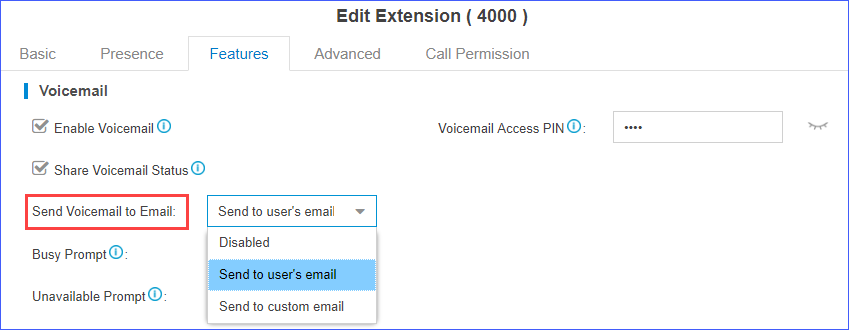 Edit Extension ( 4000 )
Basic Presence Features Advanced Call Permission
Voicemail
Enable Voicemail Voicemail Access PIN : ••••
Share Voicemail Status
Send Voicemail to Email: Send to user's email
Disabled
Busy Prompt :
Send to user's email
Unavailable Prompt :
Send to custom email